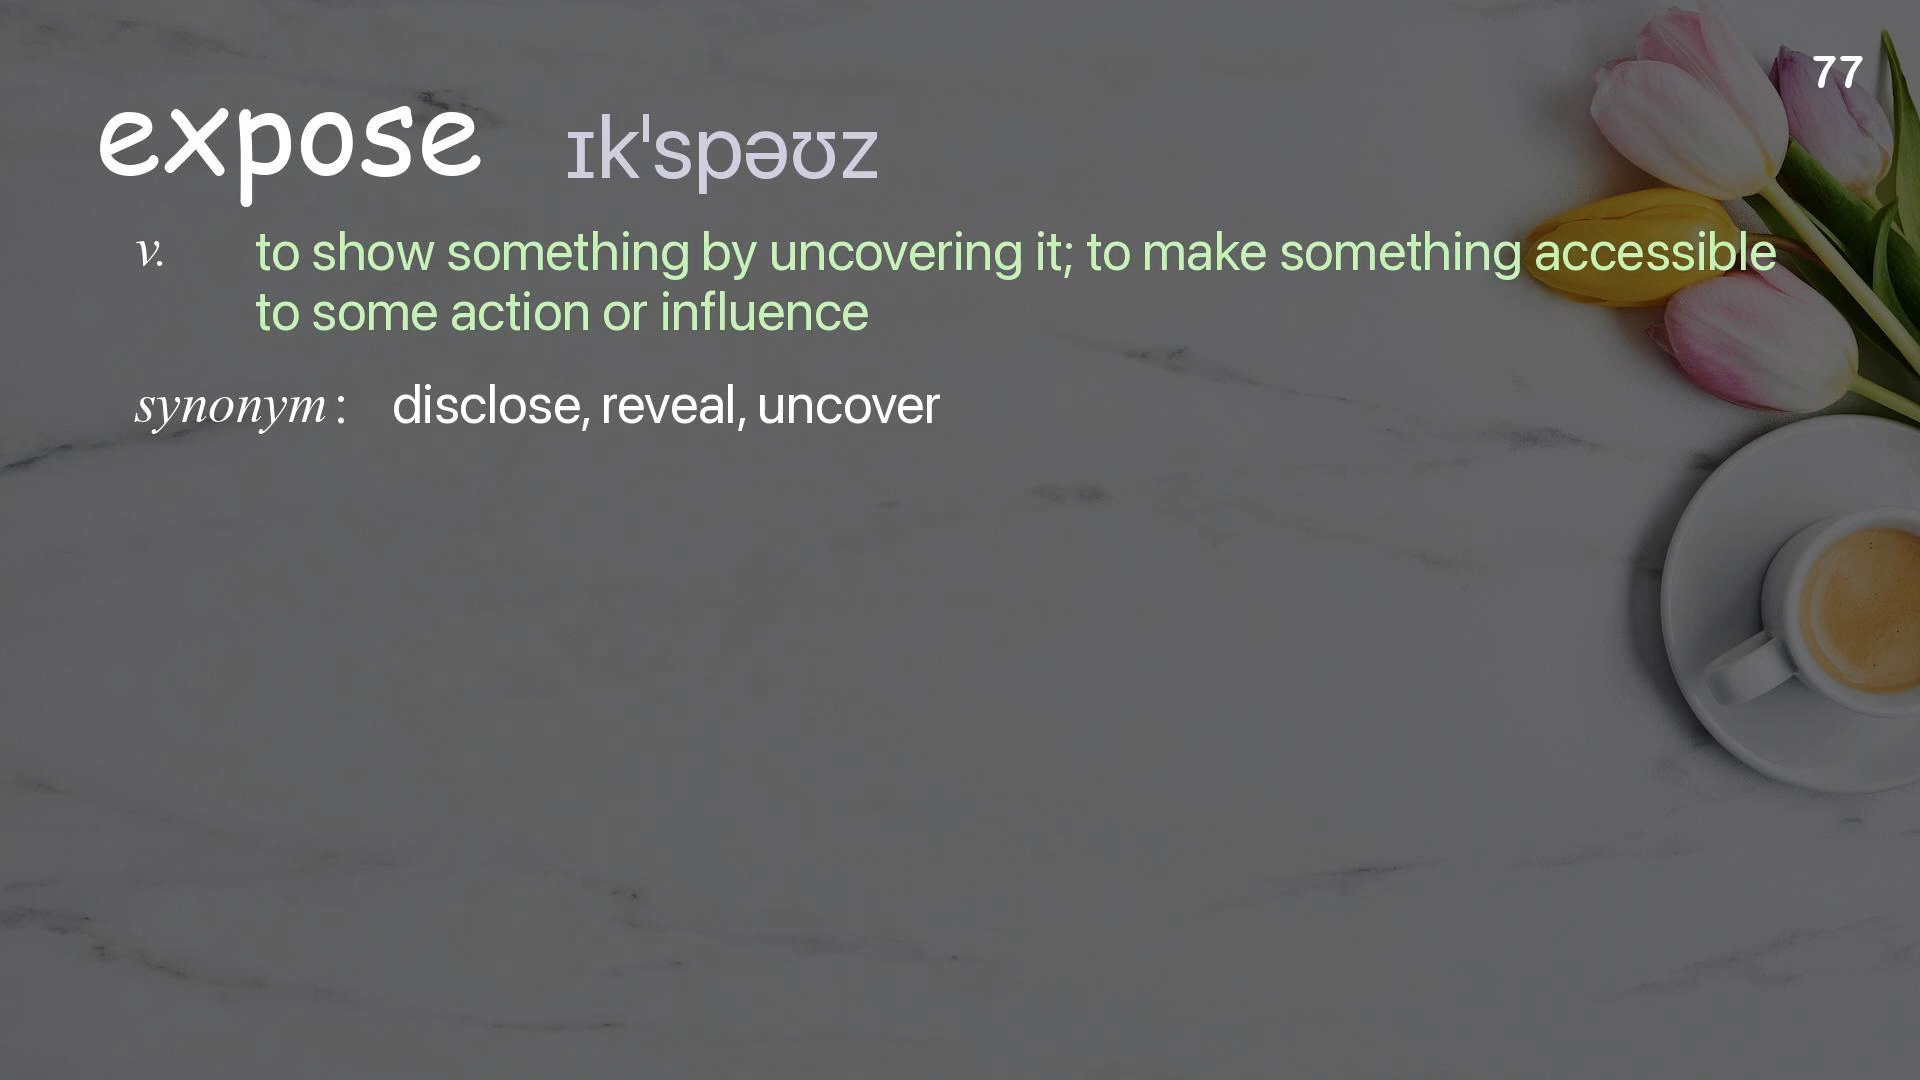 77
expose ɪkˈspəʊz
v. to show something by uncovering it; to make something accessible
to some action or influence
synonym : disclose, reveal, uncover